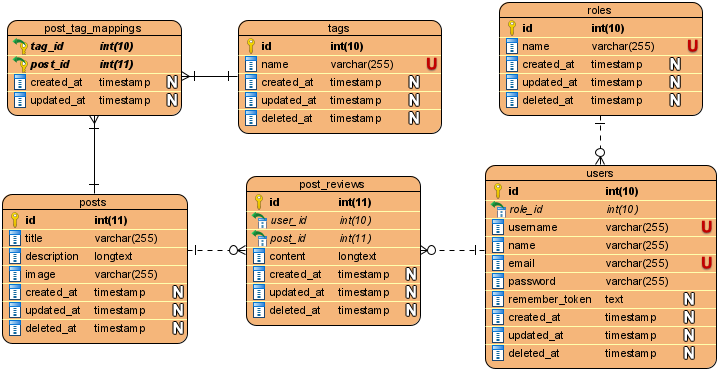 post_tag_mappings
tag_id int(10)
post_id int(11)
created_at timestamp N
updated_at timestamp N
tags
id int(10)
name varchar(255) U
created_at timestamp N
updated_at timestamp N
deleted_at timestamp N
roles
id int(10)
name varchar(255) U
created_at timestamp N
updated_at timestamp N
deleted_at timestamp N
posts
id int(11)
title varchar(255)
description longtext
image varchar(255)
created_at timestamp N
updated_at timestamp N
deleted_at timestamp N
post_reviews
id int(11)
user_id int(10)
post_id int(11)
content longtext
created_at timestamp N
updated_at timestamp N
deleted_at timestamp N
users
id int(10)
role_id int(10)
username varchar(255) U
name varchar(255)
email varchar(255) U
password varchar(255)
remember_token text N
created_at timestamp N
updated_at timestamp N
deleted_at timestamp N